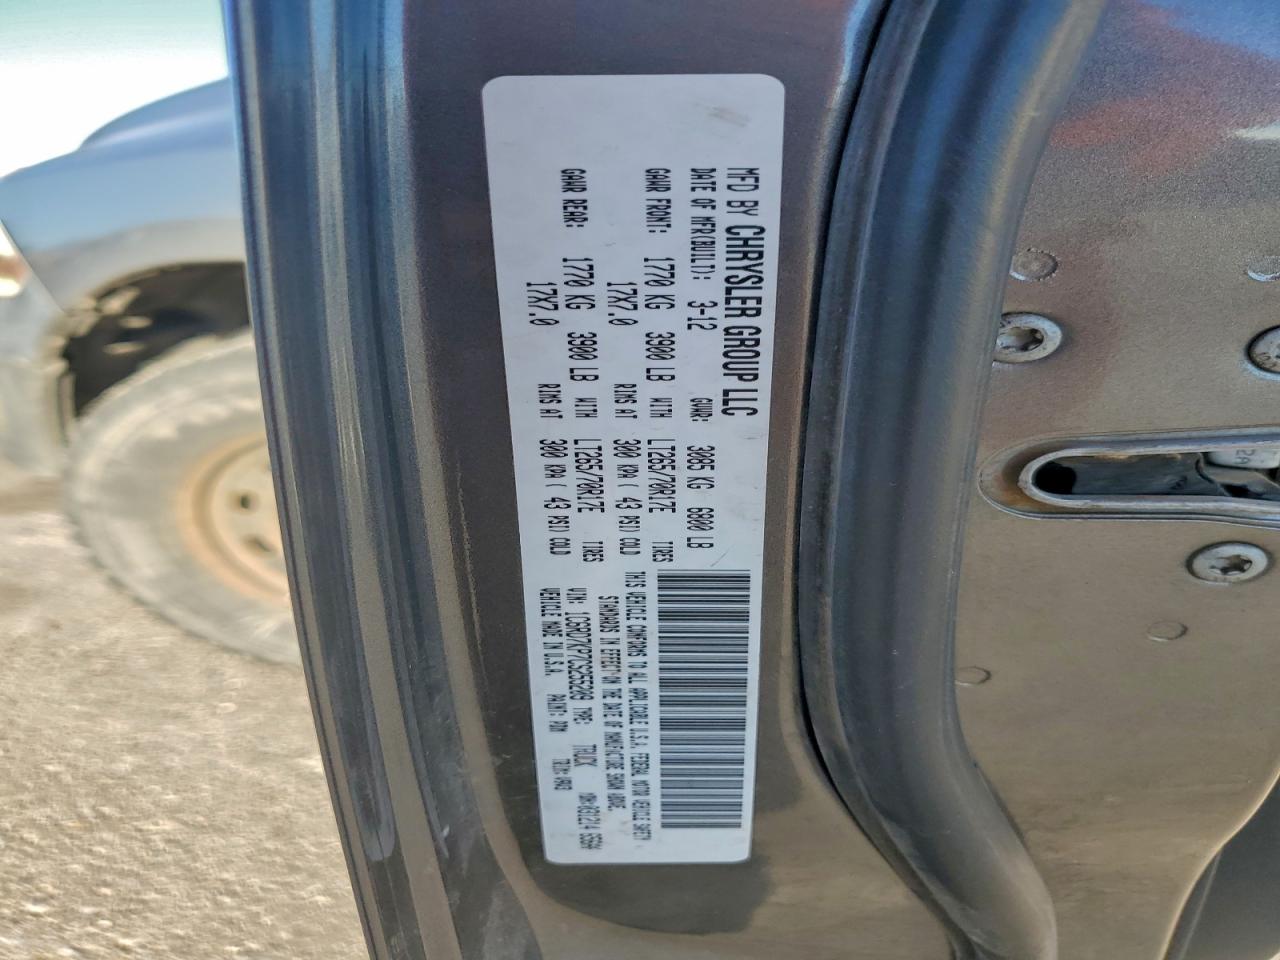 MFD BY CHRYSLER GROUP LLC
DATE OF MFR(BUILT): 3-12 GVWR: 3085 KG 6800 LB
GAWR FRONT: 1770 KG 3900 LB WITH LT265/70R17E TIRES
17X7.0 RIMS AT 300 KPA( 43 PSI) COLD
GAWR REAR: 1770 KG 3900 LB WITH LT265/70R17E TIRES
17X7.0 RIMS AT 300 KPA( 43 PSI) COLD
THIS VEHICLE CONFORMS TO ALL APPLICABLE U.S.A. FEDERAL MOTOR VEHICLE SAFETY
STANDARDS IN EFFECT ON THE DATE OF MANUFACTURE SHOWN ABOVE.
VIN: 1C6RD7KP7CS265209 TYPE: TRUCK
VEHICLE MADE IN U.S.A. PAINT: PDM